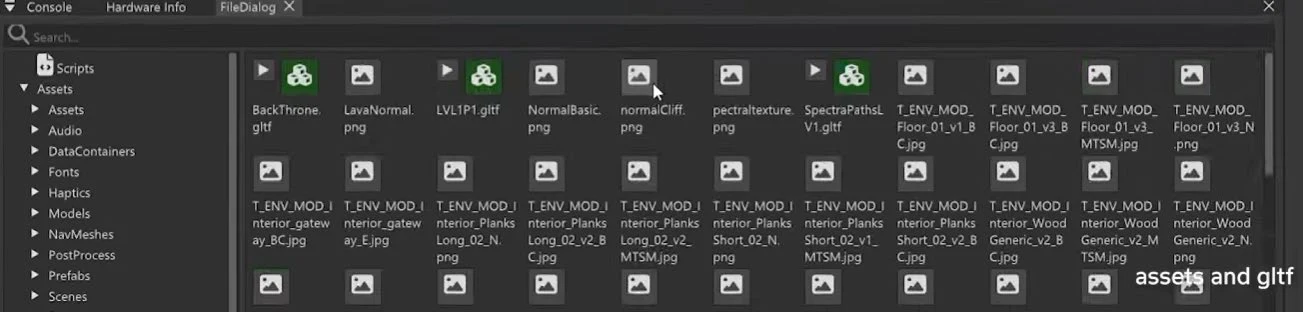 Console Hardware Info FileDialog
Search...
Scripts
Assets
Assets
Audio
DataContainers
Fonts
Haptics
Models
NavMeshes
PostProcess
Prefabs
Scenes
BackThrone.
gltf
LavaNormal.
png
LVL1P1.gltf
NormalBasic.
png
normalCliff.
png
pectraltexture.
png
SpectraPathsL
V1.gltf
T_ENV_MOD_
Floor_01_v1_B
C.jpg
T_ENV_MOD_
Floor_01_v3_B
C.jpg
T_ENV_MOD_
Floor_01_v3_
MTSM.jpg
T_ENV_MOD_
Floor_01_v3_N
.png
T_ENV_MOD_I
nterior_gatew
ay_BC.jpg
T_ENV_MOD_I
nterior_gatew
ay_E.jpg
T_ENV_MOD_I
nterior_Planks
Long_02_N.
png
T_ENV_MOD_I
nterior_Planks
Long_02_v2_B
C.jpg
T_ENV_MOD_I
nterior_Planks
Long_02_v2_
MTSM.jpg
T_ENV_MOD_I
nterior_Planks
Short_02_N.
png
T_ENV_MOD_I
nterior_Planks
Short_02_v1_
MTSM.jpg
T_ENV_MOD_I
nterior_Planks
Short_02_v2_B
C.jpg
T_ENV_MOD_I
nterior_Wood
Generic_v2_B
C.jpg
T_ENV_MOD_I
nterior_Wood
Generic_v2_M
TSM.jpg
T_ENV_MOD_I
nterior_Wood
Generic_v2_N.
png
assets and gltf